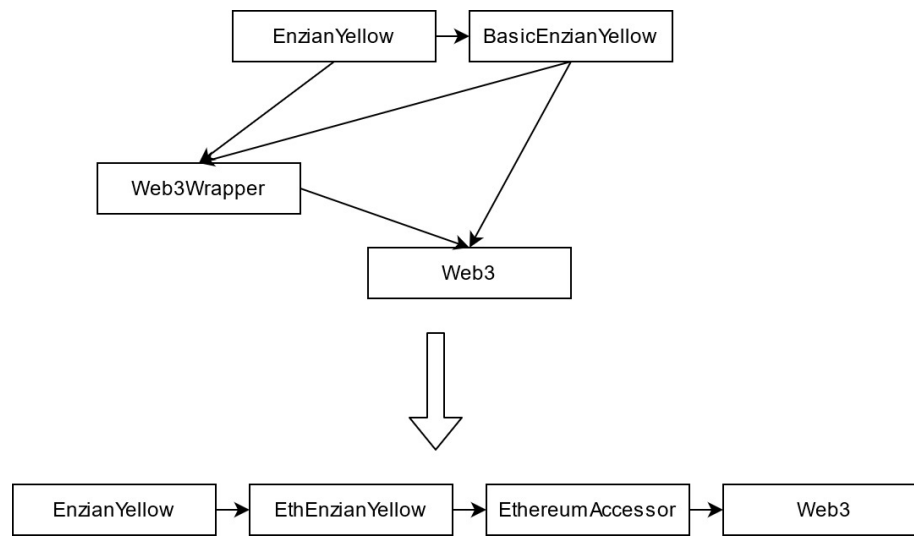 EnzianYellow
BasicEnzianYellow
Web3Wrapper
Web3
EnzianYellow
EthEnzianYellow
EthereumAccessor
Web3